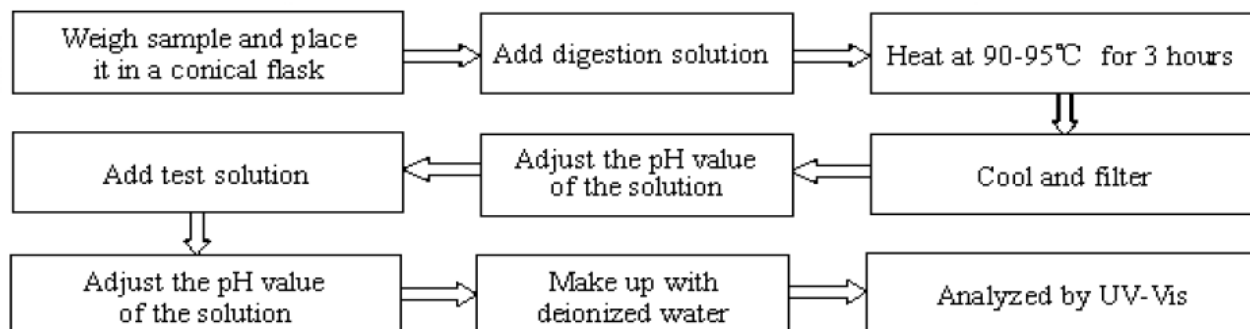 Weigh sample and place
it in a conical flask
Add digestion solution
Heat at 90-95℃ for 3 hours
Cool and filter
Adjust the pH value
of the solution
Add test solution
Adjust the pH value
of the solution
Make up with
deionized water
Analyzed by UV-Vis